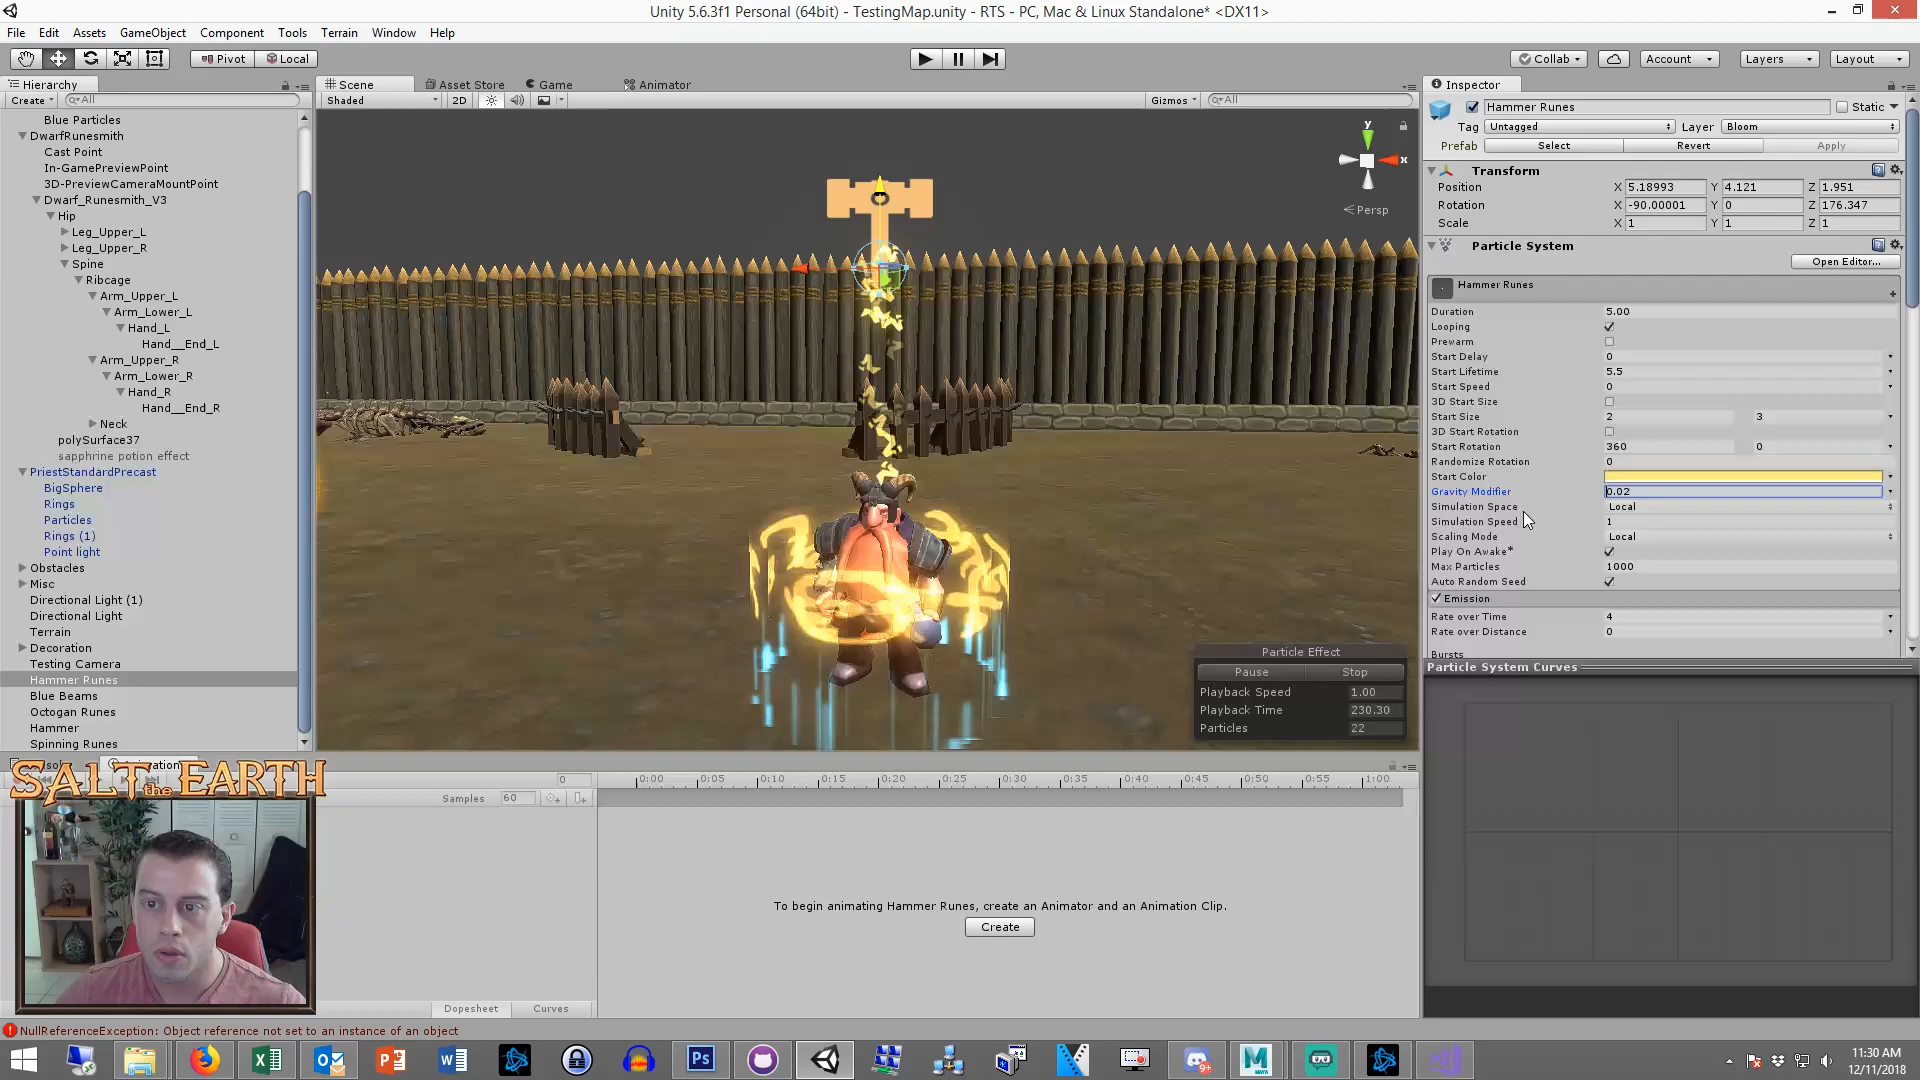 Unity 5.6.3f1 Personal (64bit) - TestingMap.unity - RTS - PC, Mac & Linux Standalone* <DX11>
File Edit Assets GameObject Component Tools Terrain Window Help
Pivot Local Collab Account Layers Layout
Hierarchy
Create All
Blue Particles
DwarfRunesmith
Cast Point
In-GamePreviewPoint
3D-PreviewCameraMountPoint
Dwarf_Runesmith_V3
Hip
Leg_Upper_L
Leg_Upper_R
Spine
Ribcage
Arm_Upper_L
Arm_Lower_L
Hand_L
Hand__End_L
Arm_Upper_R
Arm_Lower_R
Hand_R
Hand__End_R
Neck
polySurface37
sapphrine potion effect
PriestStandardPrecast
BigSphere
Rings
Particles
Rings (1)
Point light
Obstacles
Misc
Directional Light (1)
Directional Light
Terrain
Decoration
Testing Camera
Hammer Runes
Blue Beams
Octogan Runes
Hammer
Spinning Runes
Scene Asset Store Game Animator
Shaded 2D Gizmos All
y
x
Persp
Particle Effect
Pause Stop
Playback Speed 1.00
Playback Time 230.30
Particles 22
Inspector
Hammer Runes Static
Tag Untagged Layer Bloom
Prefab Select Revert Apply
Transform
Position X 5.18993 Y 4.121 Z 1.951
Rotation X -90.00001 Y 0 Z 176.347
Scale X 1 Y 1 Z 1
Particle System
Open Editor...
Hammer Runes
Duration 5.00
Looping
Prewarm
Start Delay 0
Start Lifetime 5.5
Start Speed 0
3D Start Size
Start Size 2 3
3D Start Rotation
Start Rotation 360 0
Randomize Rotation 0
Start Color
Gravity Modifier 0.02
Simulation Space Local
Simulation Speed 1
Scaling Mode Local
Play On Awake*
Max Particles 1000
Auto Random Seed
Emission
Rate over Time 4
Rate over Distance 0
Bursts
Particle System Curves
SALT the EARTH
0 0:00 0:05 0:10 0:15 0:20 0:25 0:30 0:35 0:40 0:45 0:50 0:55 1:00
Samples 60
To begin animating Hammer Runes, create an Animator and an Animation Clip.
Create
Dopesheet Curves
NullReferenceException: Object reference not set to an instance of an object
Ps
MAYA
9+
11:30 AM
12/11/2018